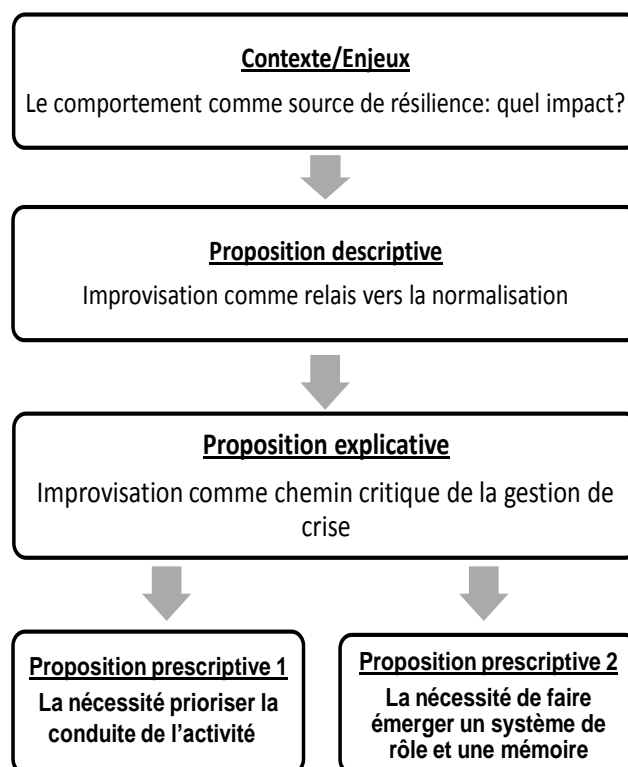 Contexte/Enjeux
Le comportement comme source de résilience: quel impact?
Proposition descriptive
Improvisation comme relais vers la normalisation
Proposition explicative
Improvisation comme chemin critique de la gestion de
crise
Proposition prescriptive 1
La nécessité prioriser la
conduite de l’activité
Proposition prescriptive 2
La nécessité de faire
émerger un système de
rôle et une mémoire